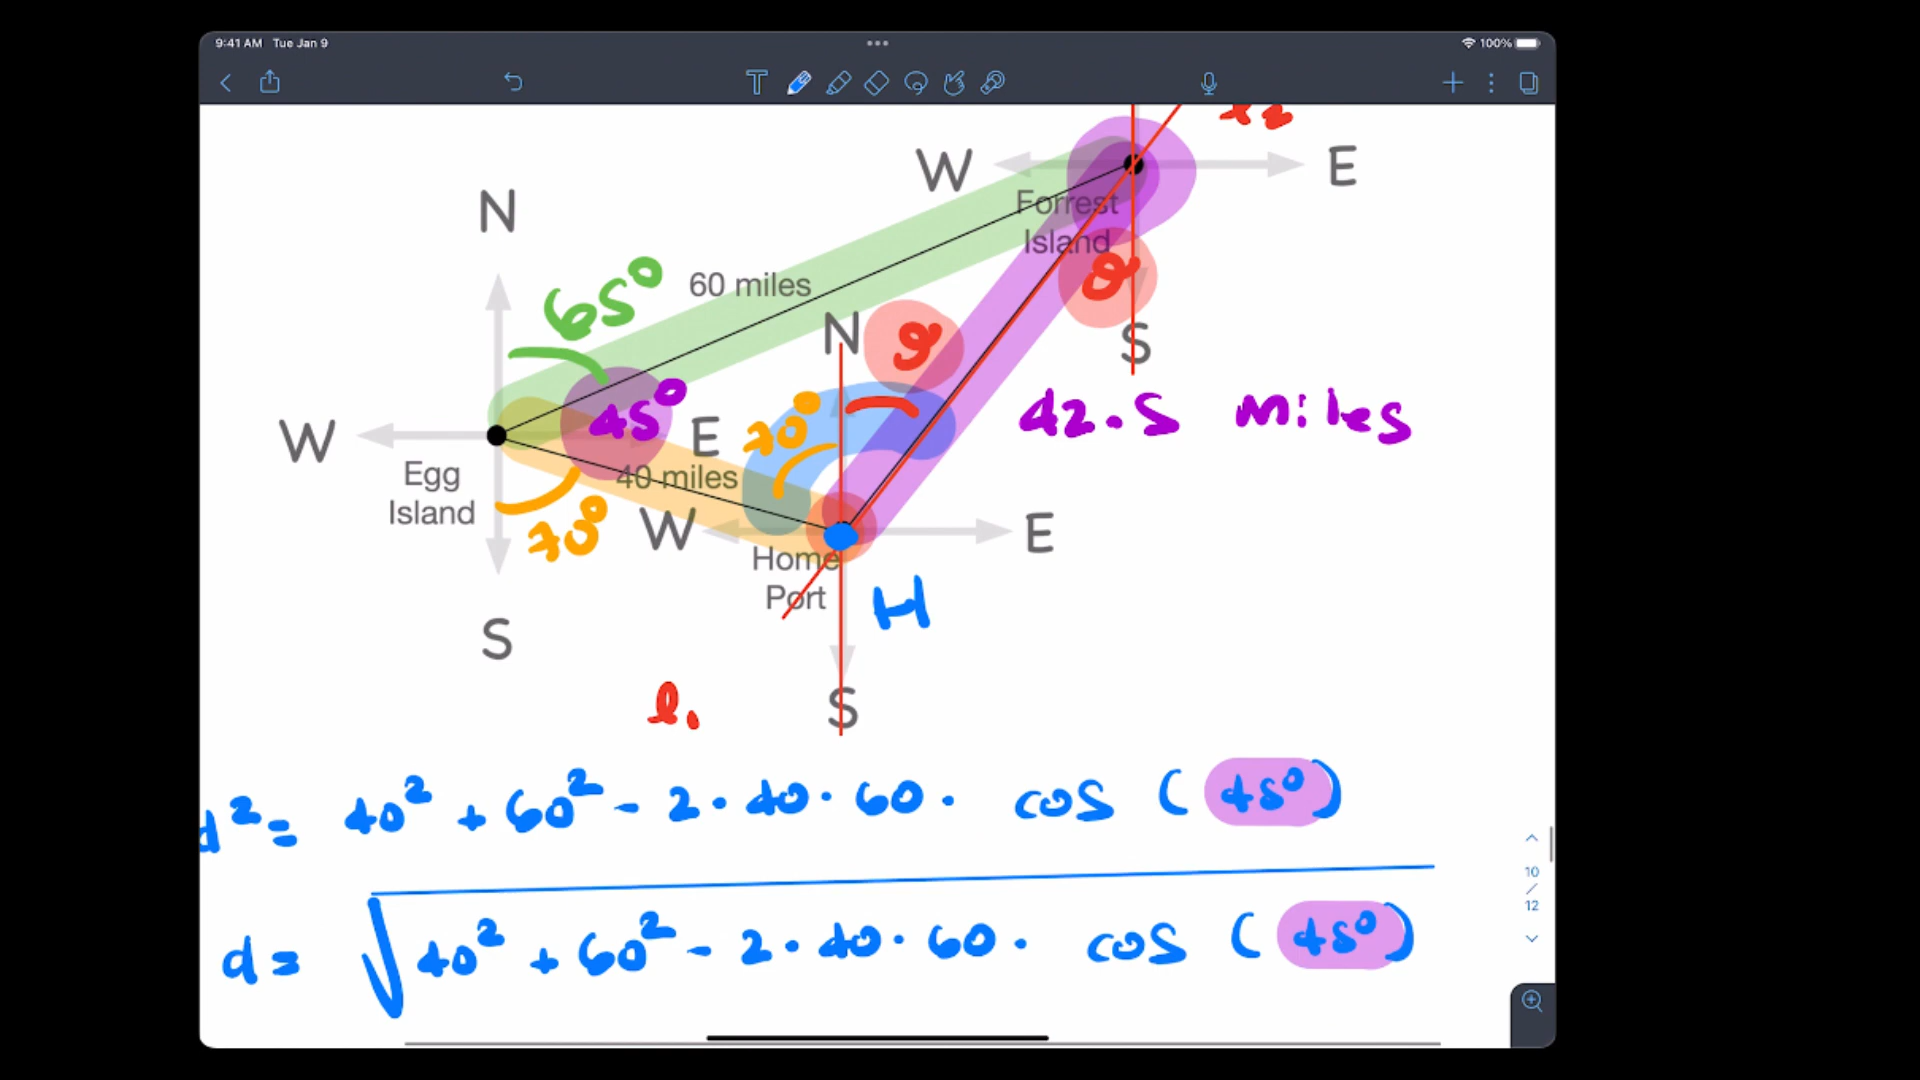 9:41 AM Tue Jan 9
100%
W
E
N
Forrest
Island
65°
60 miles
N
θ
θ
S
45°
70°
42.5 miles
W
E
Egg
Island
40 miles
70°
W
E
Home
Port
H
S
l₁
S
d² = 40² + 60² - 2 · 40 · 60 · cos (45°)
d = √40² + 60² - 2 · 40 · 60 · cos (45°)
10
/
12